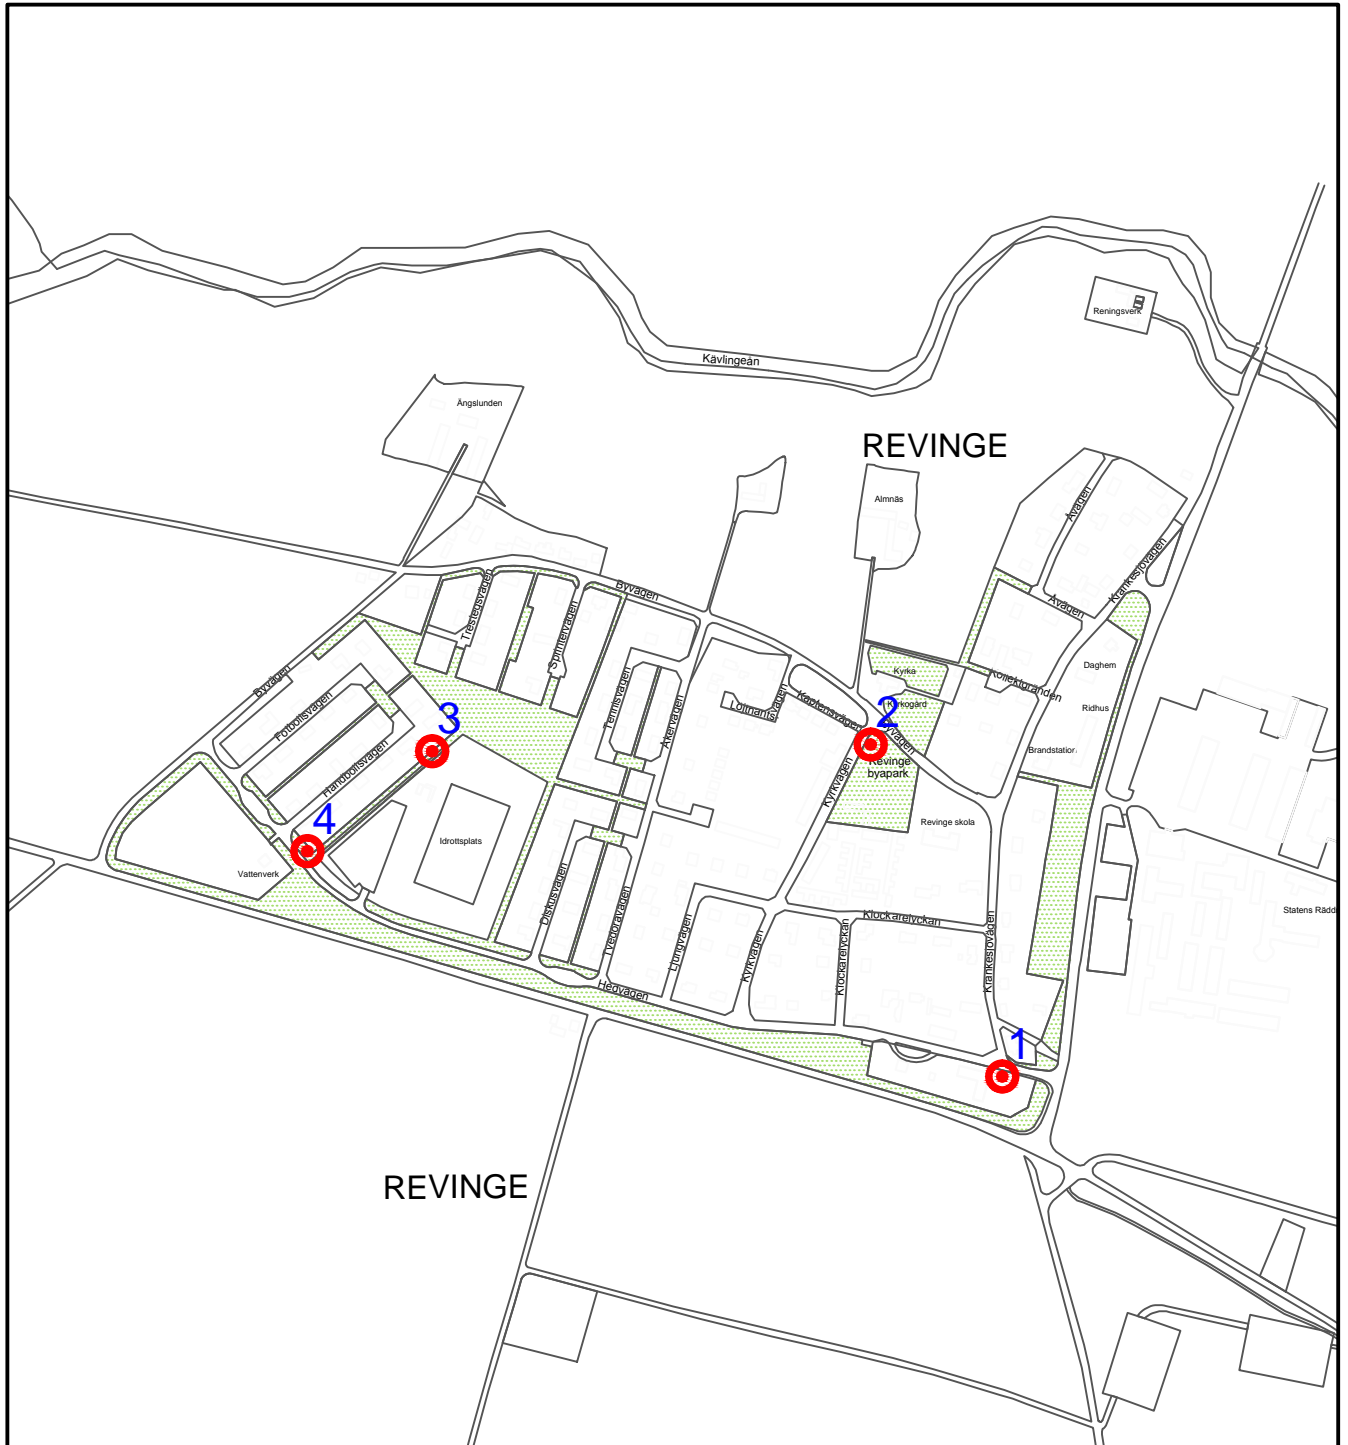 Reningsverk
Kävlingeån
Ängslunden
REVINGE
Almnäs
Åvägen
Krankesjövägen
Byvägen
Trestegsvägen
Sprintervägen
Åvägen
Kyrka
Daghem
Kollektoranden
Byvägen
Tennisvägen
Åkervägen
Löjtnantsvägen
Kaptensvägen
Kyrkogård
Ridhus
Fotbollsvägen
3
2
Byvägen
Brandstation
Handbollsvägen
Kyrkvägen
Revinge
byapark
4
Idrottsplats
Revinge skola
Vattenverk
Diskusvägen
Tvedöravägen
Ljungvägen
Kyrkvägen
Klockarelyckan
Klockarelyckan
Krankesjövägen
Statens Rädd
Hedvägen
1
REVINGE